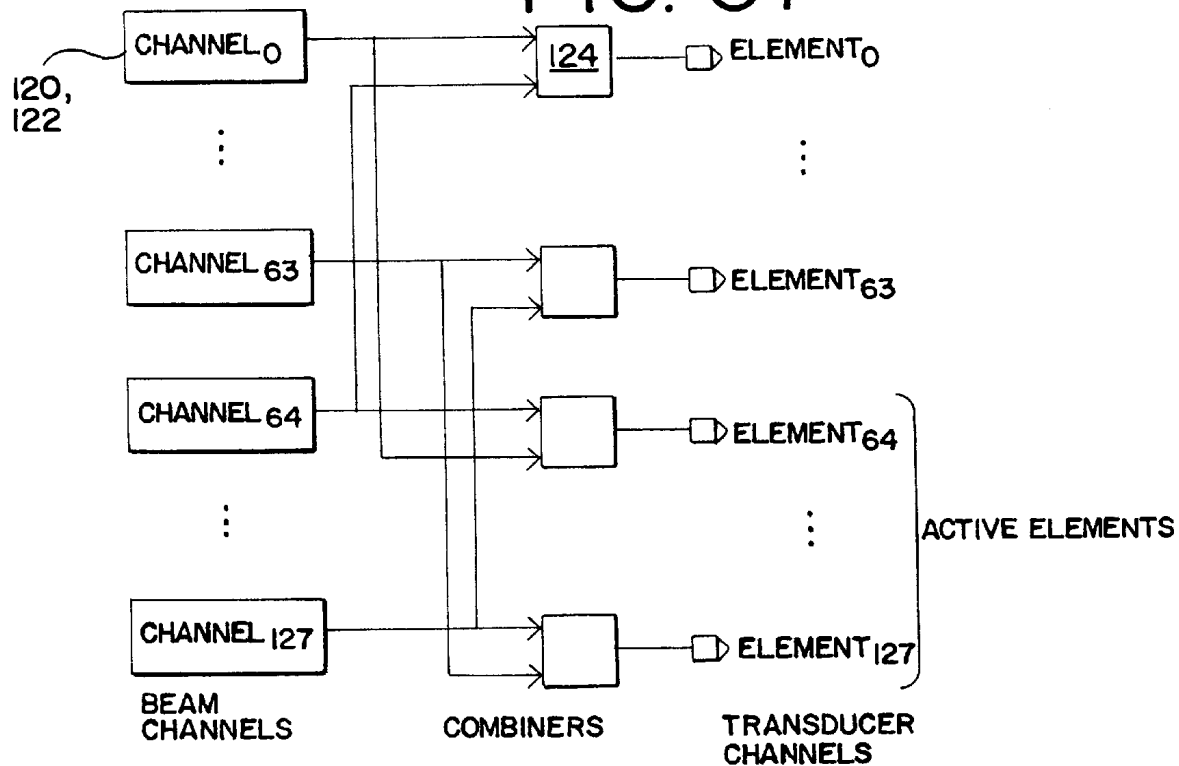 CHANNEL0
124
ELEMENT0
120,
122
CHANNEL63
ELEMENT63
CHANNEL64
ELEMENT64
ACTIVE ELEMENTS
CHANNEL127
ELEMENT127
BEAM
CHANNELS
COMBINERS
TRANSDUCER
CHANNELS